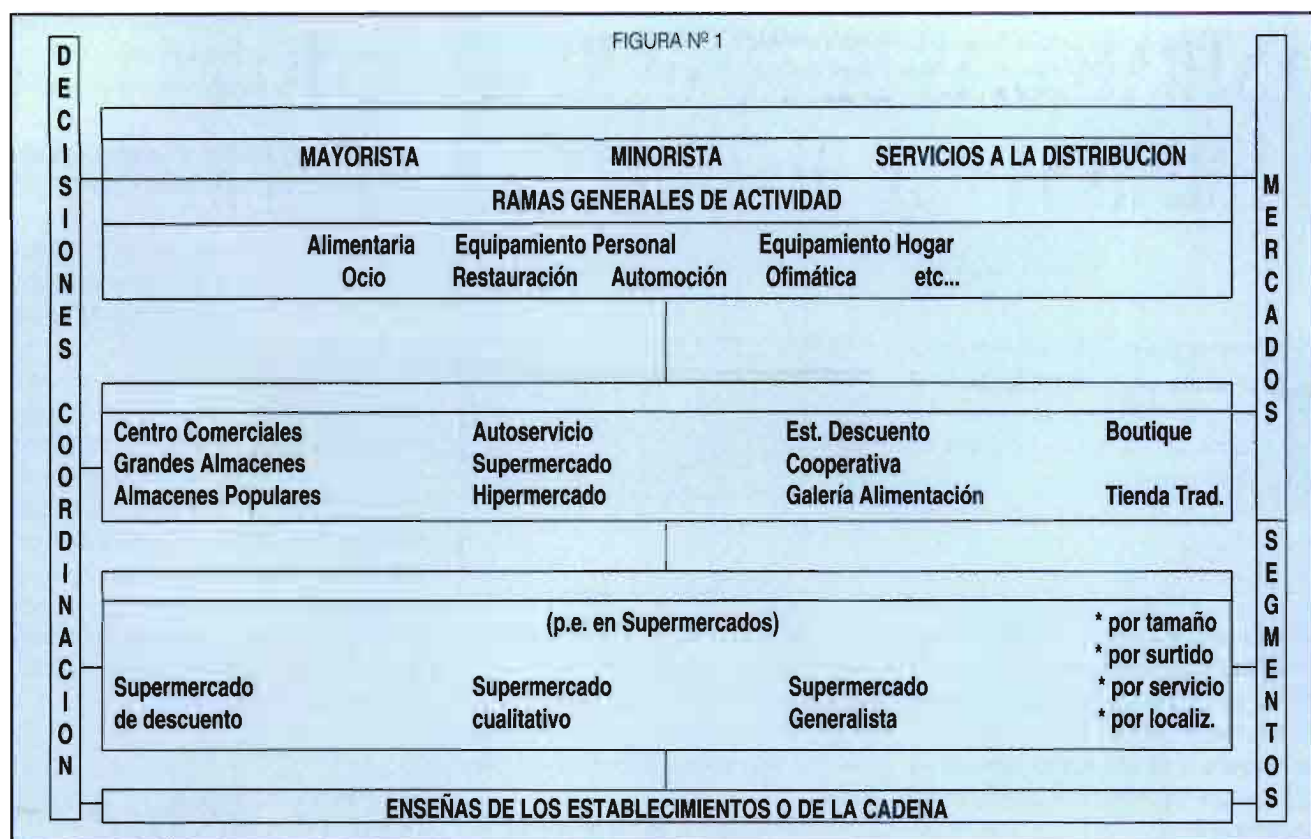 FIGURA Nº 1
DECISIONES COORDINACION
MAYORISTA MINORISTA SERVICIOS A LA DISTRIBUCION
RAMAS GENERALES DE ACTIVIDAD
Alimentaria Equipamiento Personal Equipamiento Hogar
Ocio Restauración Automoción Ofimática etc...
Centro Comerciales Autoservicio Est. Descuento Boutique
Grandes Almacenes Supermercado Cooperativa
Almacenes Populares Hipermercado Galería Alimentación Tienda Trad.
(p.e. en Supermercados) * por tamaño
* por surtido
Supermercado Supermercado Supermercado * por servicio
de descuento cualitativo Generalista * por localiz.
ENSEÑAS DE LOS ESTABLECIMIENTOS O DE LA CADENA
MERCADOS
SEGMENTOS